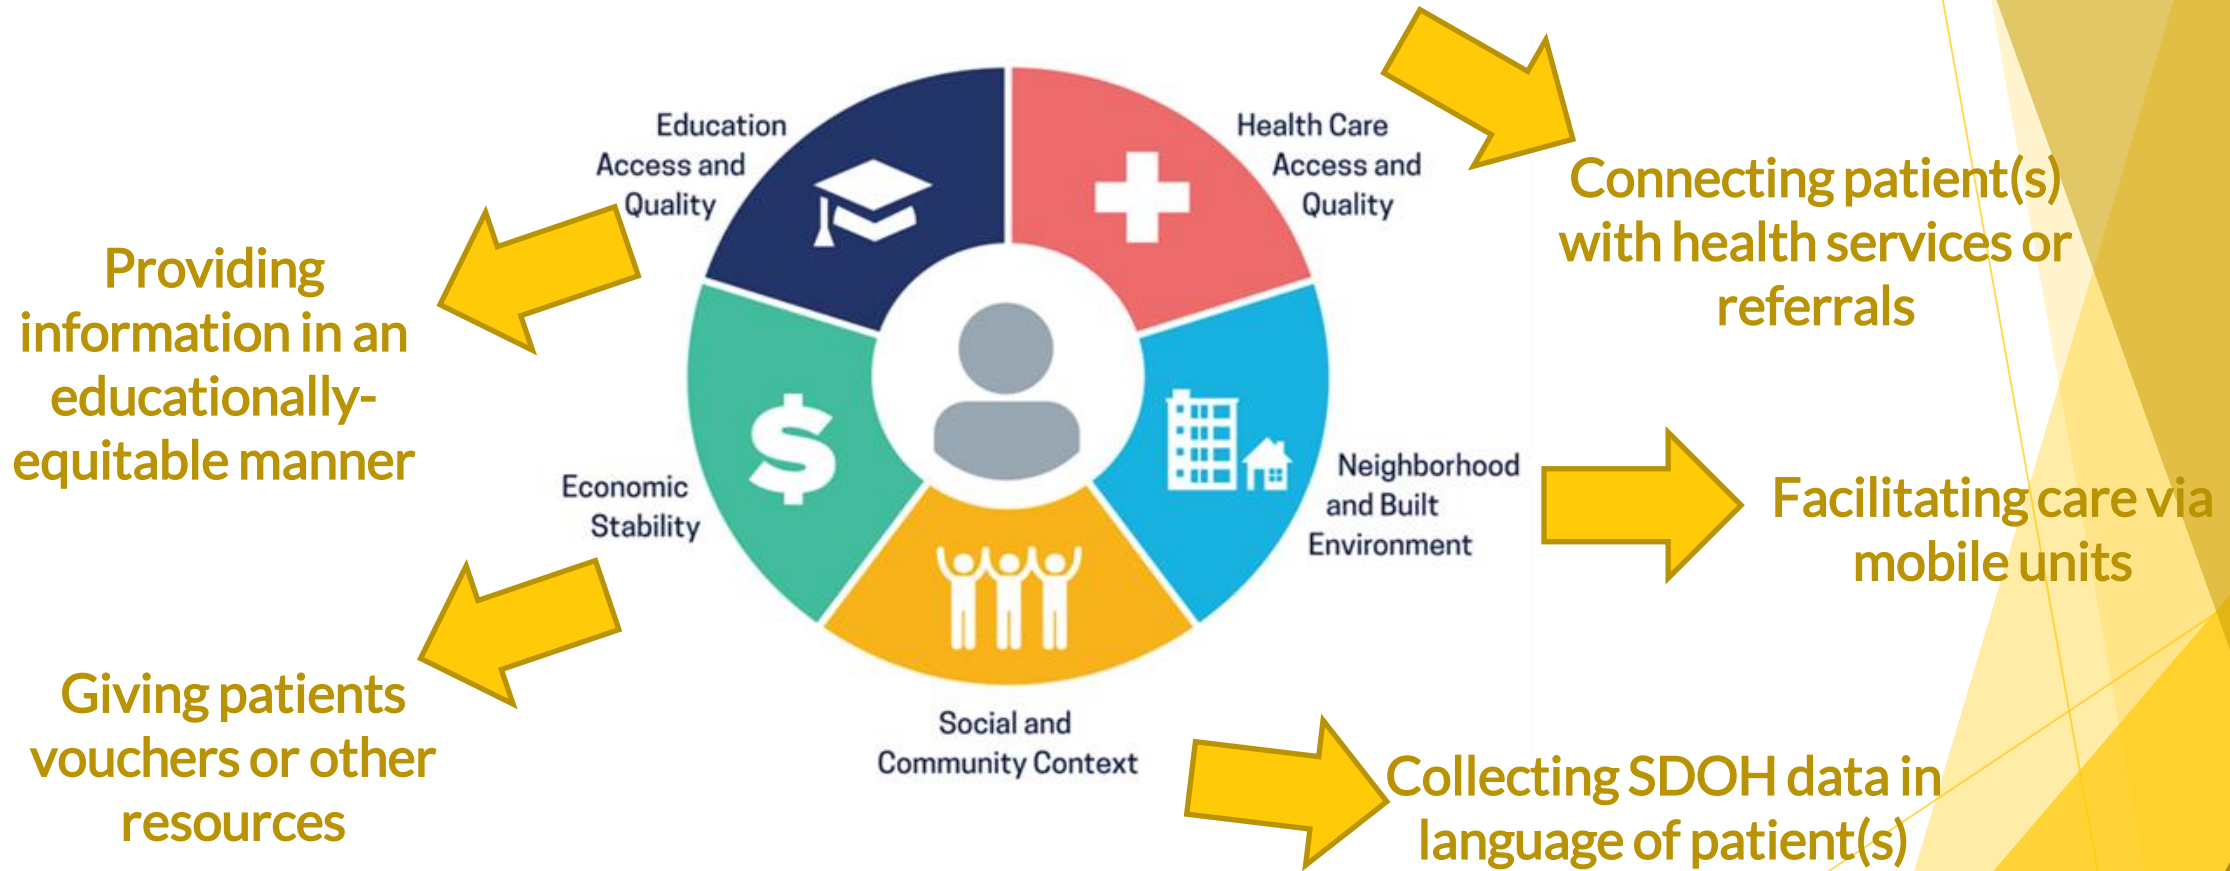 Education
Access and
Quality
Health Care
Access and
Quality
Connecting patient(s)
with health services or
referrals
Providing
information in an
educationally-
equitable manner
Economic
Stability
Neighborhood
and Built
Environment
Facilitating care via
mobile units
$
Giving patients
vouchers or other
resources
Social and
Community Context
Collecting SDOH data in
language of patient(s)